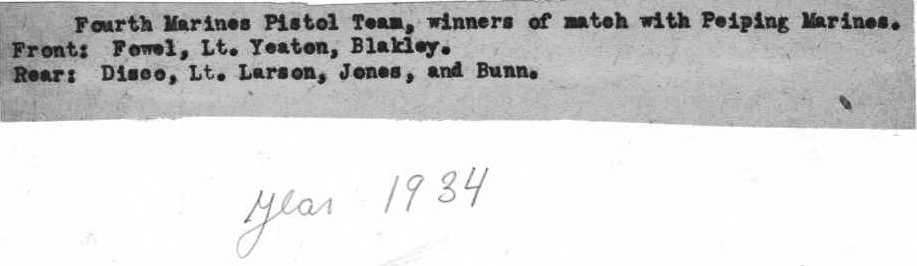 Fourth Marines Pistol Team, winners of match with Peiping Marines.
Front: Fowel, Lt. Yeaton, Blakley.
Rear: Disco, Lt. Larson, Jones, and Bunn.
Year 1934